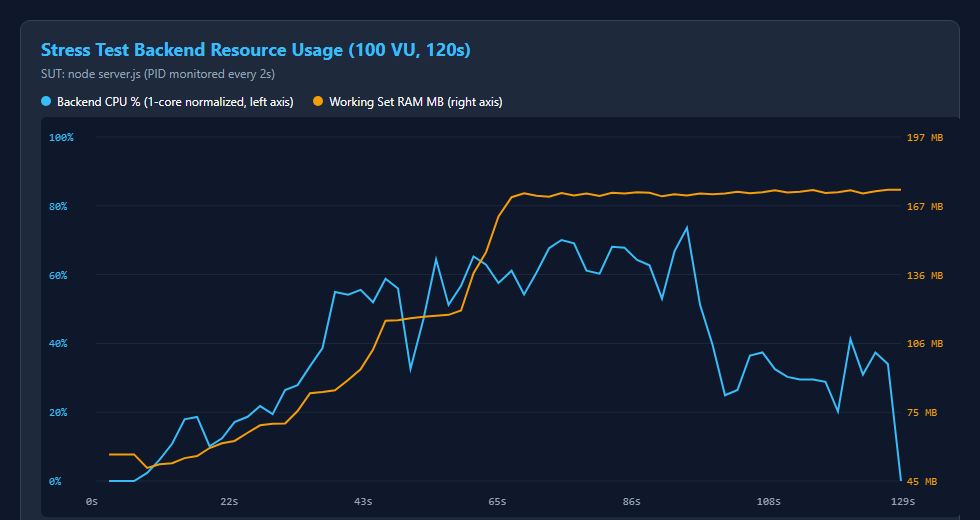 Stress Test Backend Resource Usage (100 VU, 120s)
SUT: node server.js (PID monitored every 2s)
Backend CPU % (1-core normalized, left axis) Working Set RAM MB (right axis)
100% 197 MB
80% 167 MB
60% 136 MB
40% 106 MB
20% 75 MB
0% 45 MB
0s 22s 43s 65s 86s 108s 129s